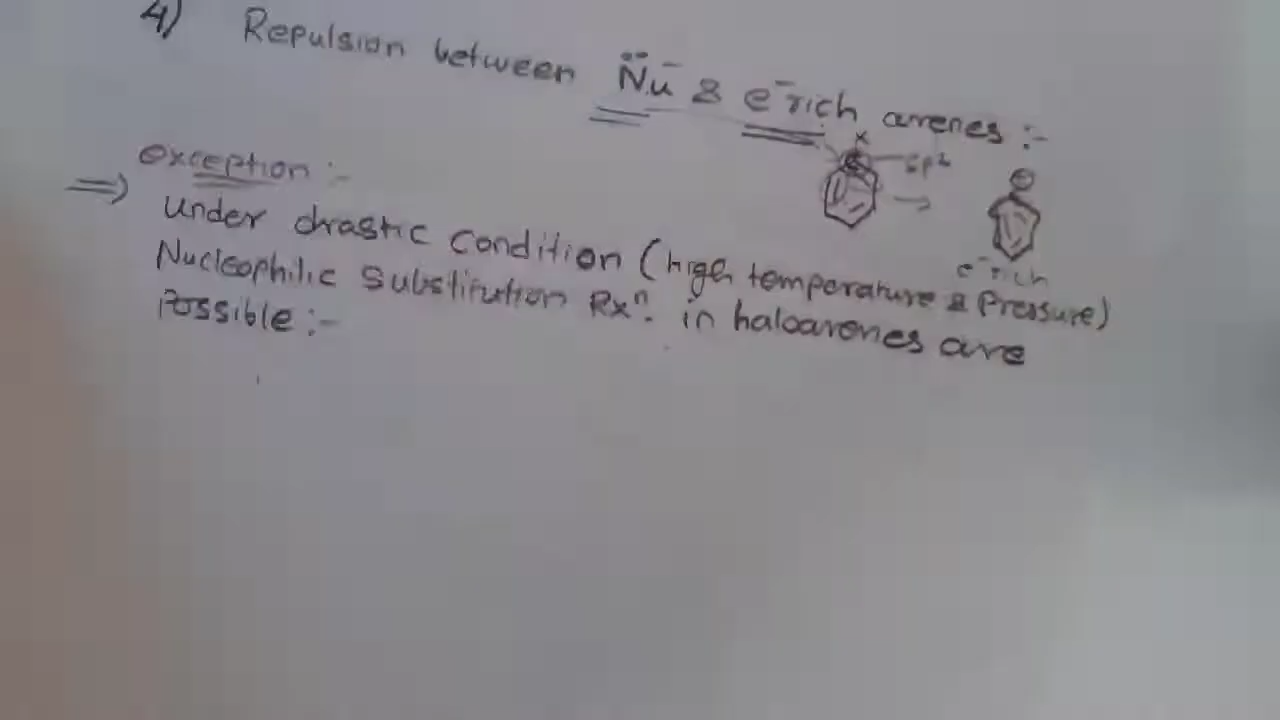 4) Repulsion between N̈u⁻ & e⁻rich arenes :-
X
sp²
e⁻rich
exception :-
⇒ under drastic condition (high temperature & Pressure)
Nucleophilic Substitution Rxⁿ. in haloarenes are
Possible :-